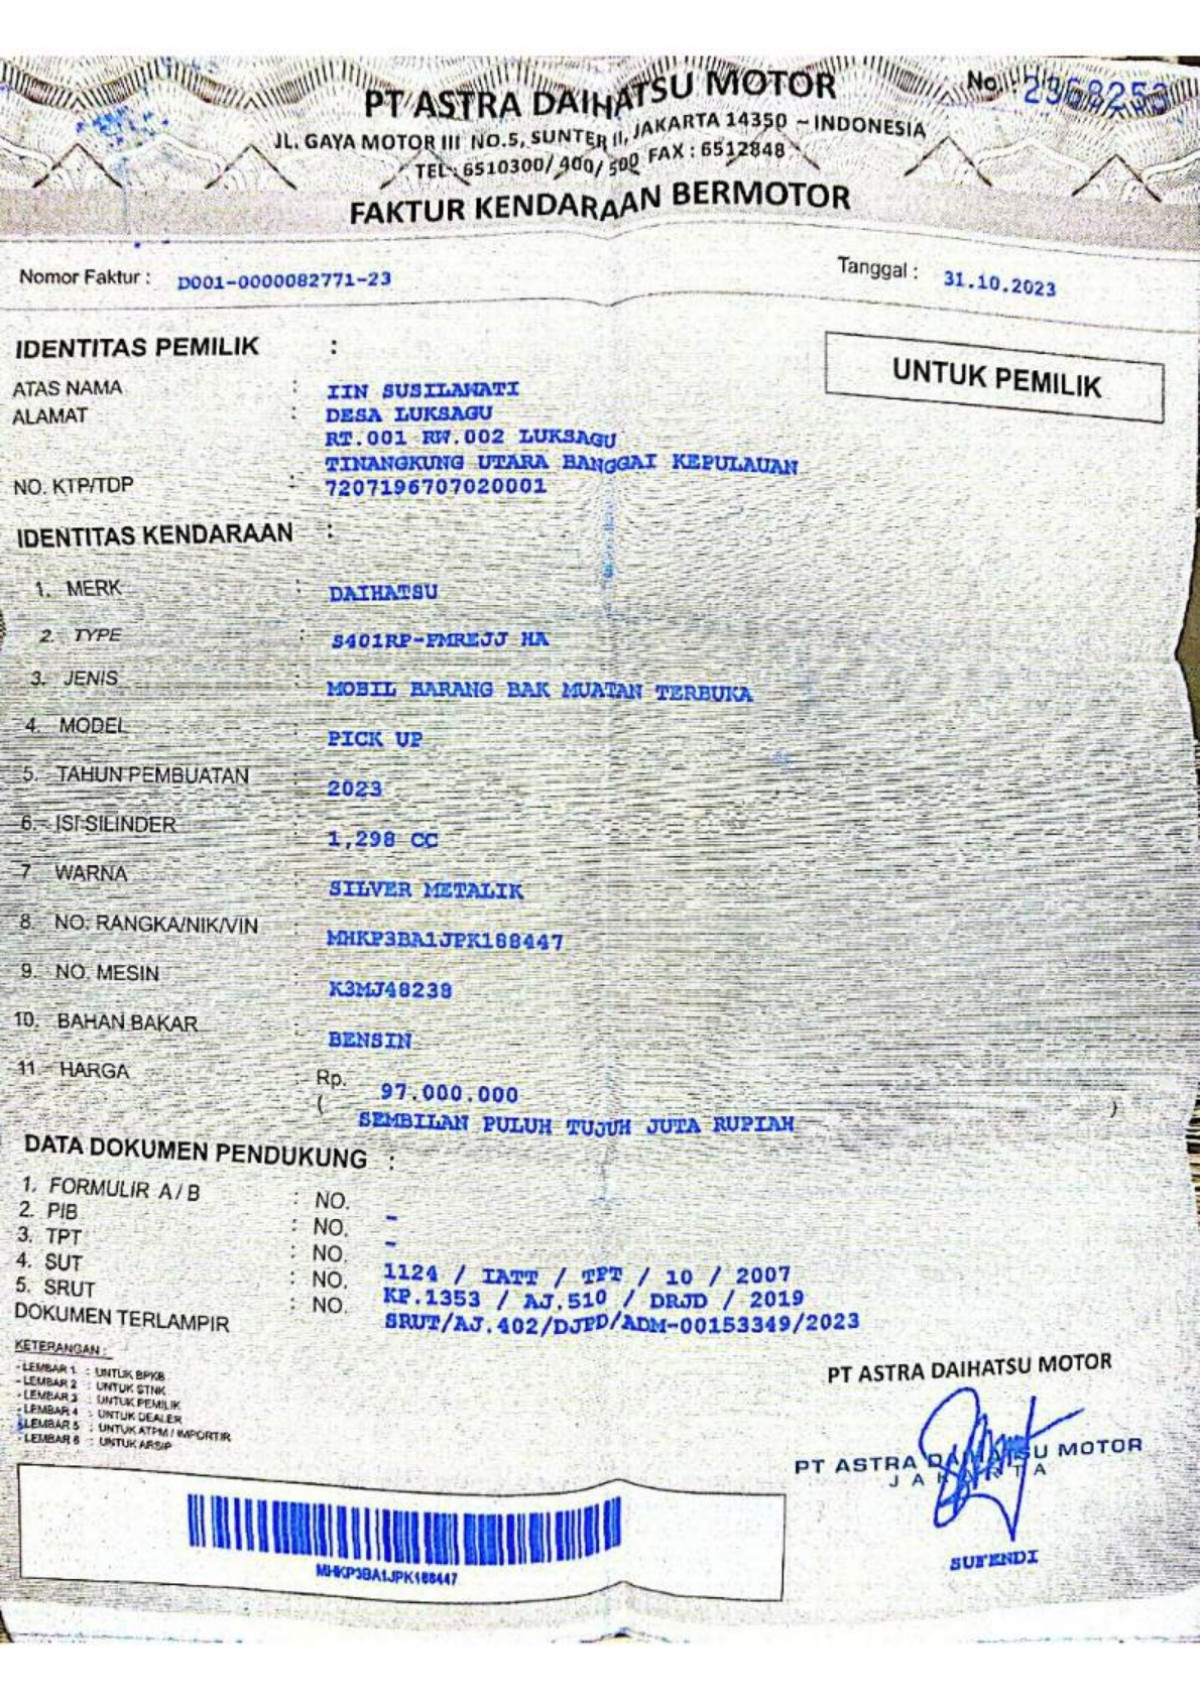 PT ASTRA DAIHATSU MOTOR
No. 2368253
JL. GAYA MOTOR III NO.5, SUNTER II, JAKARTA 14350 – INDONESIA
TEL : 6510300/ 400/ 500 FAX : 6512848
FAKTUR KENDARAAN BERMOTOR
Nomor Faktur : D001-0000082771-23
Tanggal : 31.10.2023
IDENTITAS PEMILIK :
UNTUK PEMILIK
ATAS NAMA : IIN SUSILAWATI
ALAMAT : DESA LUKSAGU
RT.001 RW.002 LUKSAGU
TINANGKUNG UTARA BANGGAI KEPULAUAN
NO. KTP/TDP : 7207196707020001
IDENTITAS KENDARAAN :
1. MERK : DAIHATSU
2. TYPE : S401RP-FMREJJ HA
3. JENIS : MOBIL BARANG BAK MUATAN TERBUKA
4. MODEL : PICK UP
5. TAHUN PEMBUATAN : 2023
6. ISI SILINDER : 1,298 CC
7 WARNA : SILVER METALIK
8. NO. RANGKA/NIK/VIN : MHKP3BA1JPK188447
9. NO. MESIN : K3MJ48238
10. BAHAN BAKAR : BENSIN
11. HARGA : Rp. 97.000.000
( SEMBILAN PULUH TUJUH JUTA RUPIAH )
DATA DOKUMEN PENDUKUNG :
1. FORMULIR A / B : NO. -
2. PIB : NO. -
3. TPT : NO. 1124 / IATT / TPT / 10 / 2007
4. SUT : NO. KP.1353 / AJ.510 / DRJD / 2019
5. SRUT : NO. SRUT/AJ.402/DJPD/ADM-00153349/2023
DOKUMEN TERLAMPIR
KETERANGAN :
- LEMBAR 1 : UNTUK BPKB
- LEMBAR 2 : UNTUK STNK
- LEMBAR 3 : UNTUK PEMILIK
- LEMBAR 4 : UNTUK DEALER
- LEMBAR 5 : UNTUK ATPM / IMPORTIR
- LEMBAR 6 : UNTUK ARSIP
PT ASTRA DAIHATSU MOTOR
PT ASTRA DAIHATSU MOTOR
JAKARTA
SUFENDI
MHKP3BA1JPK188447